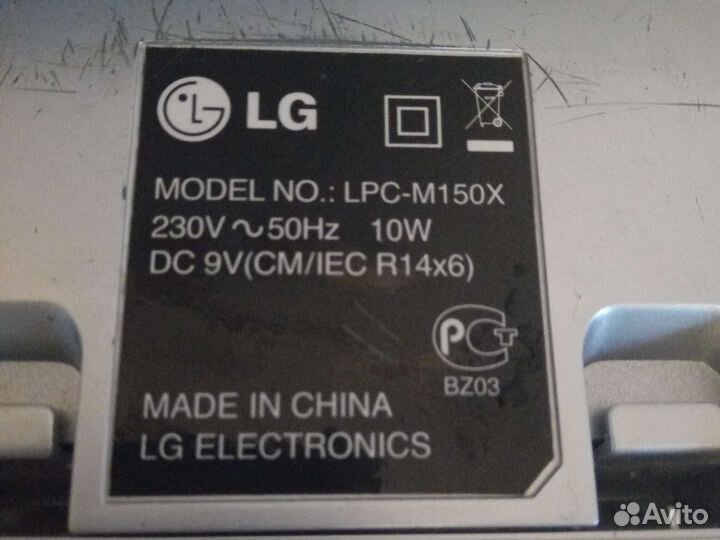 LG
MODEL NO.: LPC-M150X
230V ~ 50Hz 10W
DC 9V(CM/IEC R14x6)
PCT
BZ03
MADE IN CHINA
LG ELECTRONICS
Avito